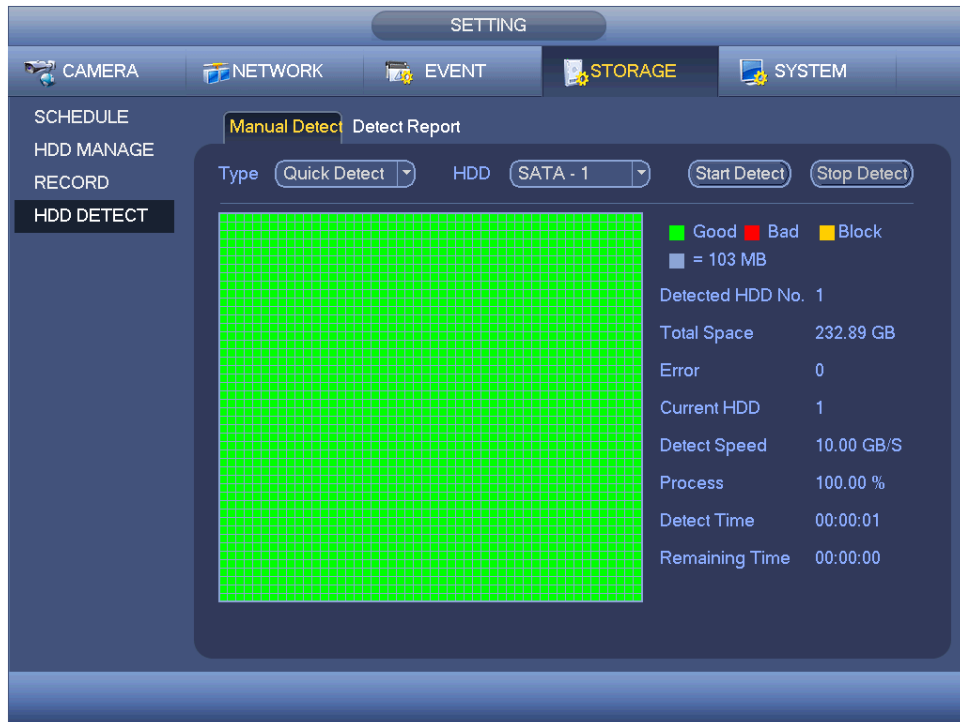 SETTING
CAMERA NETWORK EVENT STORAGE SYSTEM
SCHEDULE
HDD MANAGE
RECORD
HDD DETECT
Manual Detect Detect Report
Type Quick Detect HDD SATA - 1 Start Detect Stop Detect
Good Bad Block
= 103 MB
Detected HDD No. 1
Total Space 232.89 GB
Error 0
Current HDD 1
Detect Speed 10.00 GB/S
Process 100.00 %
Detect Time 00:00:01
Remaining Time 00:00:00